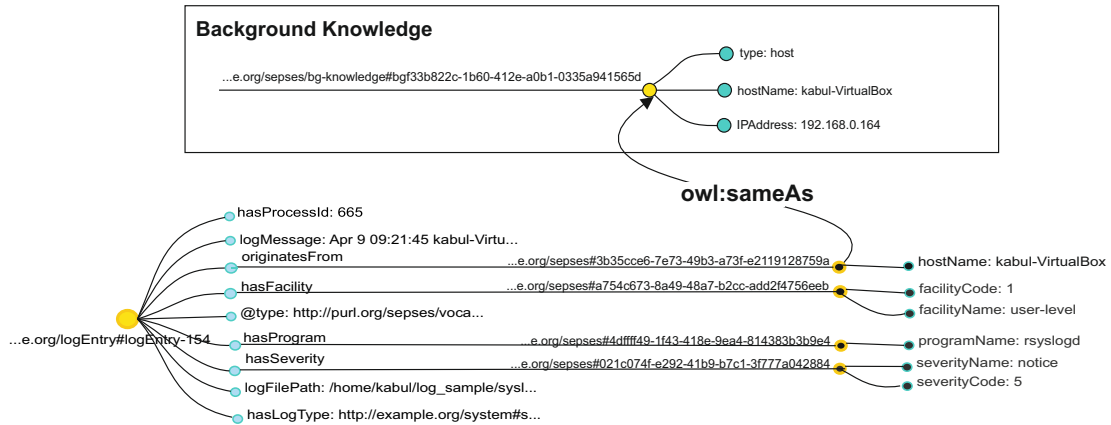 Background Knowledge
...e.org/sepses/bg-knowledge#bgf33b822c-1b60-412e-a0b1-0335a941565d
type: host
hostName: kabul-VirtualBox
IPAddress: 192.168.0.164
owl:sameAs
...e.org/logEntry#logEntry-154
hasProcessId: 665
logMessage: Apr 9 09:21:45 kabul-Virtu...
originatesFrom
...e.org/sepses#3b35cce6-7e73-49b3-a73f-e2119128759a
hostName: kabul-VirtualBox
hasFacility
...e.org/sepses#a754c673-8a49-48a7-b2cc-add2f4756eeb
facilityCode: 1
facilityName: user-level
@type: http://purl.org/sepses/voca...
hasProgram
...e.org/sepses#4dffff49-1f43-418e-9ea4-814383b3b9e4
programName: rsyslogd
hasSeverity
...e.org/sepses#021c074f-e292-41b9-b7c1-3f777a042884
severityName: notice
severityCode: 5
logFilePath: /home/kabul/log_sample/sysl...
hasLogType: http://example.org/system#s...